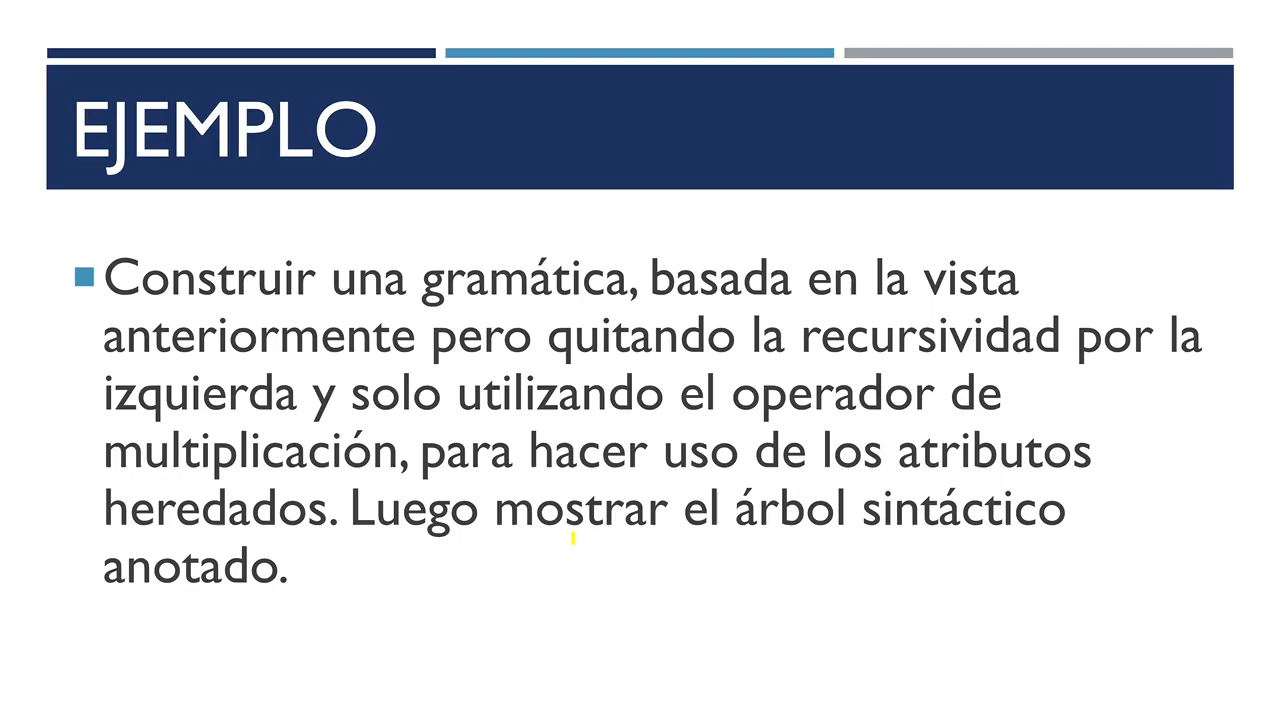 EJEMPLO
Construir una gramática, basada en la vista
anteriormente pero quitando la recursividad por la
izquierda y solo utilizando el operador de
multiplicación, para hacer uso de los atributos
heredados. Luego mostrar el árbol sintáctico
anotado.